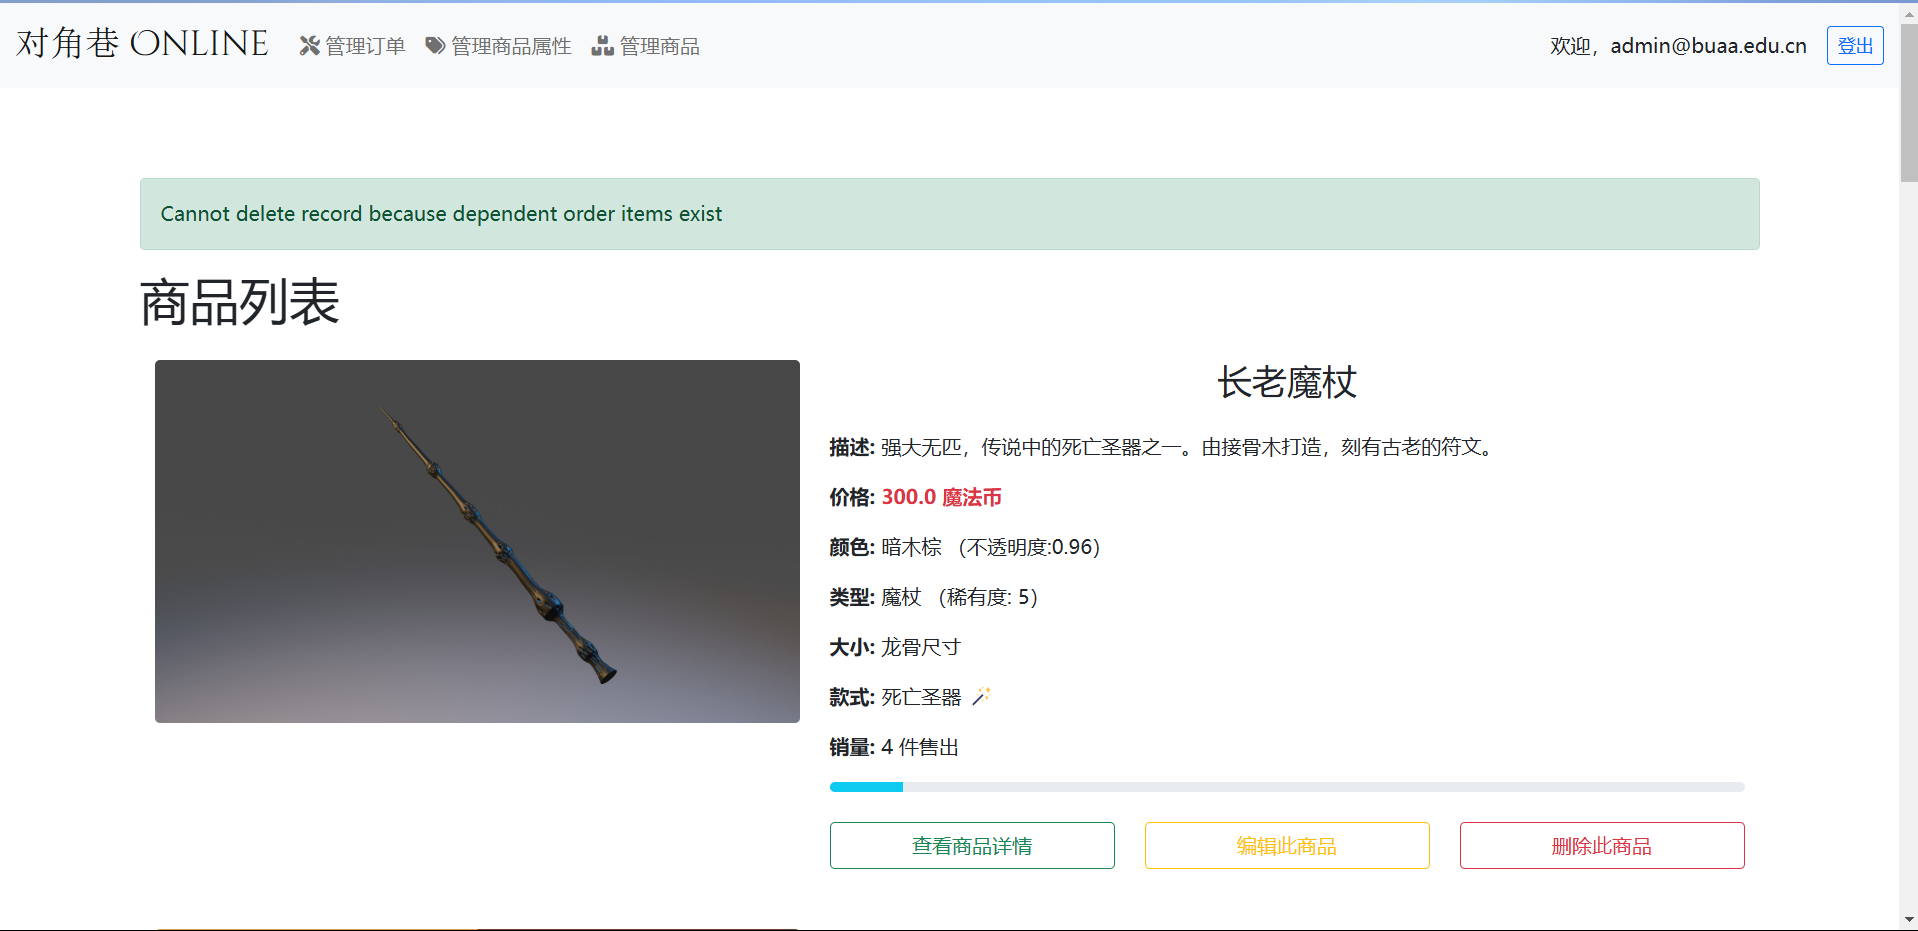 对角巷 ONLINE 管理订单 管理商品属性 管理商品 欢迎，admin@buaa.edu.cn 登出
Cannot delete record because dependent order items exist
商品列表
长老魔杖
描述: 强大无匹，传说中的死亡圣器之一。由接骨木打造，刻有古老的符文。
价格: 300.0 魔法币
颜色: 暗木棕 （不透明度:0.96）
类型: 魔杖 （稀有度: 5）
大小: 龙骨尺寸
款式: 死亡圣器
销量: 4 件售出
查看商品详情 编辑此商品 删除此商品